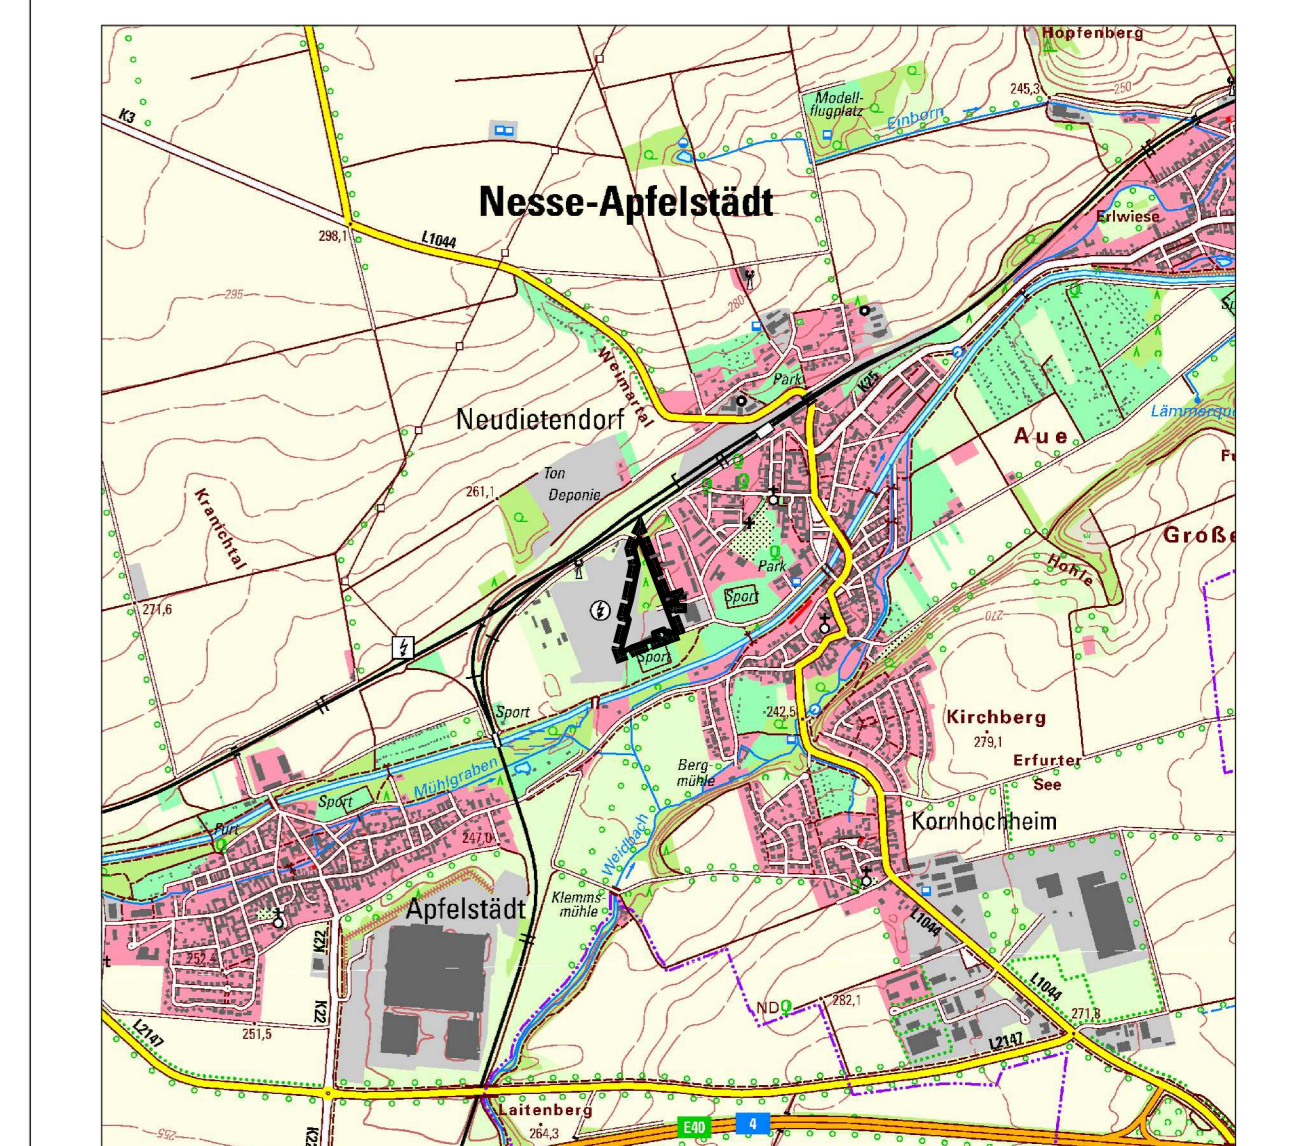 Hopfenberg
K3
245,3
250
Modell-
flugplatz
Einborn
Nesse-Apfelstädt
Erlwiese
298,1
L1044
295
280
Weimartal
Park
K25
Neudietendorf
Lämmerqu
Aue
Ton
Deponie
261,1
Kranichtal
Große
Hohle
Park
Sport
271,6
270
Sport
Sport
242,5
Kirchberg
279,1
Erfurter
See
Berg-
mühle
Mühlgraben
Sport
Furt
247,0
Kornhochheim
Weidbach
Klemms-
mühle
Apfelstädt
L1044
K22
252,4
t
L1044
ND
282,1
K22
271,8
251,5
L2147
L2147
Laitenberg
264,3
E40
4
255
K22